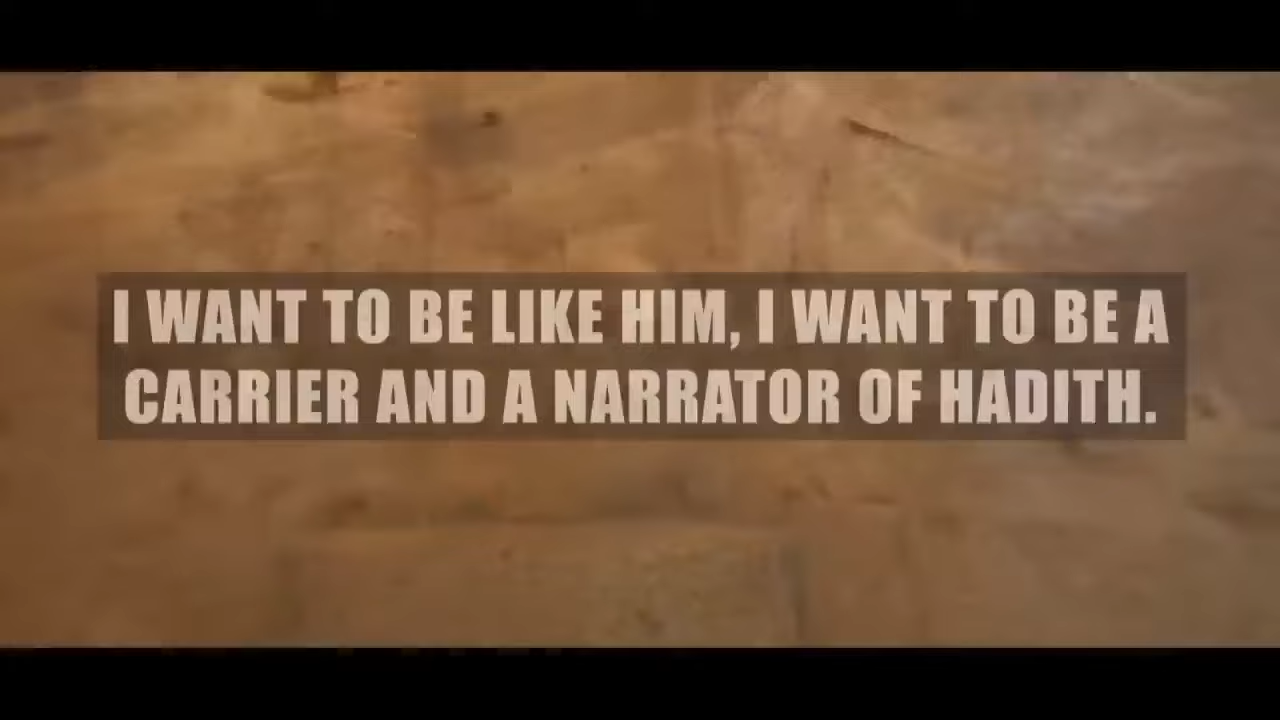 I WANT TO BE LIKE HIM, I WANT TO BE A
CARRIER AND A NARRATOR OF HADITH.